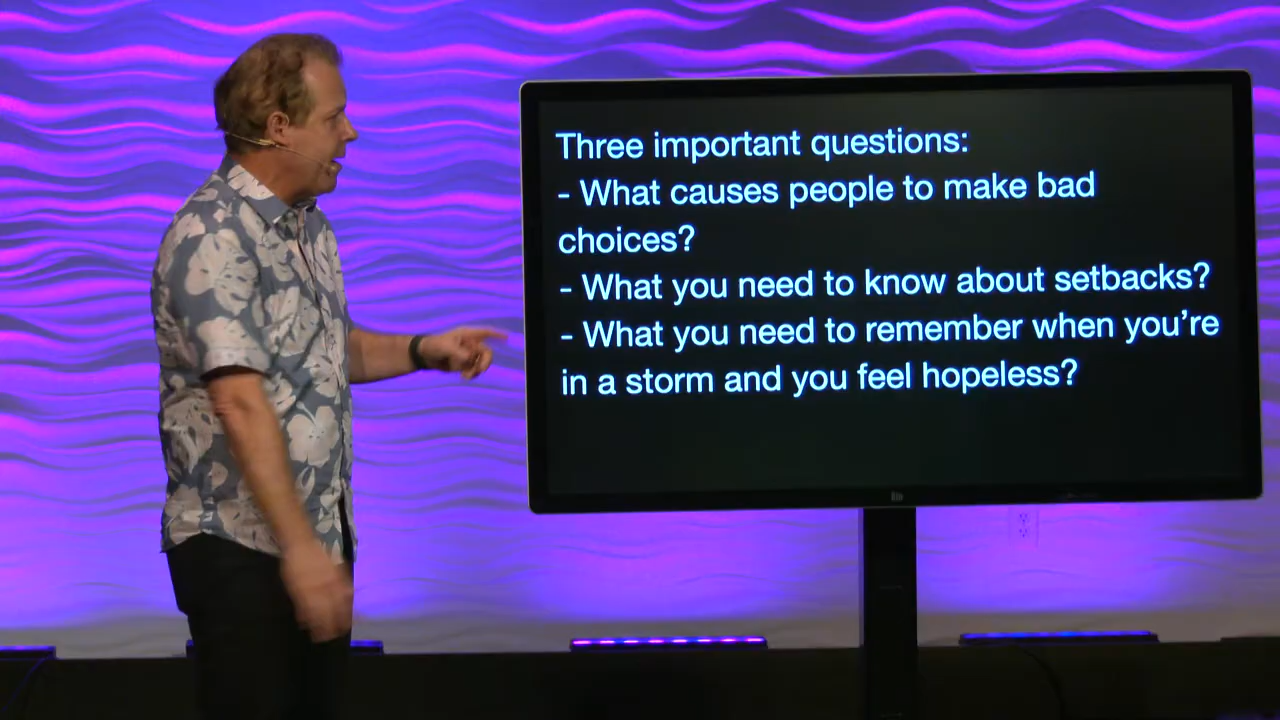 Three important questions:
- What causes people to make bad
choices?
- What you need to know about setbacks?
- What you need to remember when you're
in a storm and you feel hopeless?